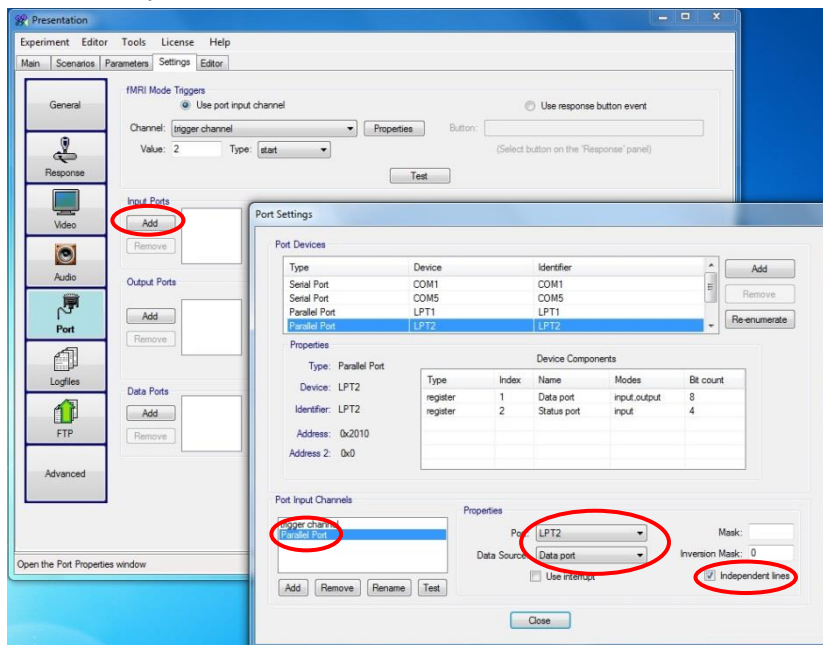 Presentation
Experiment Editor Tools License Help
Main Scenarios Parameters Settings Editor
General
Response
Video
Audio
Port
Logfiles
FTP
Advanced
fMRI Mode Triggers
Use port input channel
Use response button event
Channel: trigger channel
Properties
Button:
Value: 2
Type: start
(Select button on the 'Response' panel)
Test
Input Ports
Add
Remove
Output Ports
Add
Remove
Data Ports
Add
Remove
Open the Port Properties window
Port Settings
Port Devices
Type Device Identifier
Serial Port COM1 COM1
Serial Port COM5 COM5
Parallel Port LPT1 LPT1
Parallel Port LPT2 LPT2
Add
Remove
Re-enumerate
Properties
Type: Parallel Port
Device: LPT2
Identifier: LPT2
Address: 0x2010
Address 2: 0x0
Device Components
Type Index Name Modes Bit count
register 1 Data port input,output 8
register 2 Status port input 4
Port Input Channels
trigger channel
Parallel Port
Add Remove Rename Test
Properties
Port: LPT2
Mask:
Data Source: Data port
Inversion Mask: 0
Use interrupt
Independent lines
Close